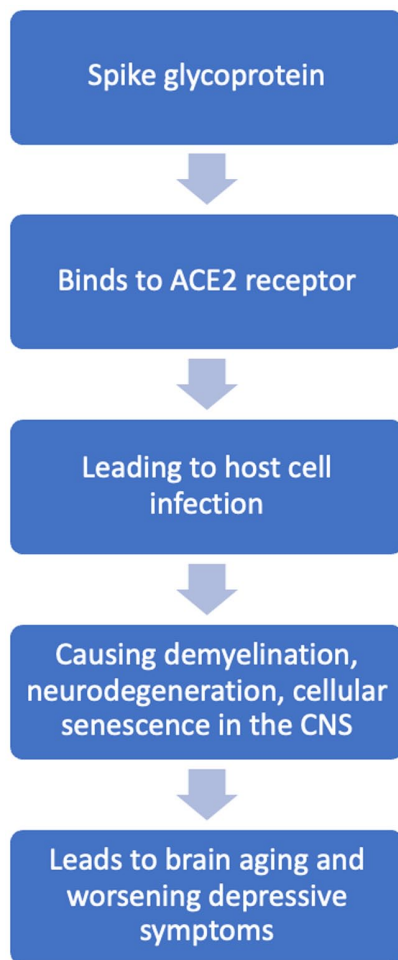 Spike glycoprotein
Binds to ACE2 receptor
Leading to host cell
infection
Causing demyelination,
neurodegeneration, cellular
senescence in the CNS
Leads to brain aging and
worsening depressive
symptoms